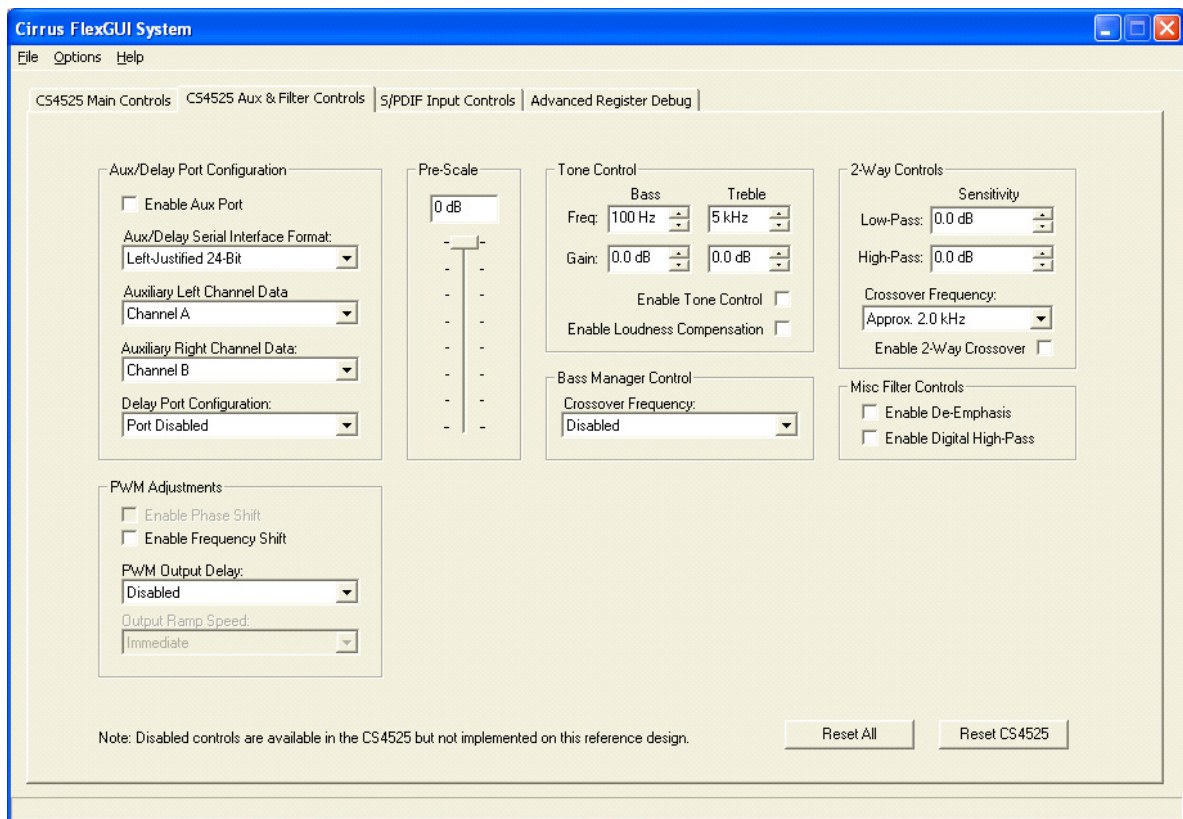 Cirrus FlexGUI System
File Options Help
CS4525 Main Controls CS4525 Aux & Filter Controls S/PDIF Input Controls Advanced Register Debug
Aux/Delay Port Configuration
Enable Aux Port
Aux/Delay Serial Interface Format:
Left-Justified 24-Bit
Auxiliary Left Channel Data
Channel A
Auxiliary Right Channel Data:
Channel B
Delay Port Configuration:
Port Disabled
Pre-Scale
0 dB
Tone Control
Bass Treble
Freq: 100 Hz 5 kHz
Gain: 0.0 dB 0.0 dB
Enable Tone Control
Enable Loudness Compensation
Bass Manager Control
Crossover Frequency:
Disabled
2-Way Controls
Sensitivity
Low-Pass: 0.0 dB
High-Pass: 0.0 dB
Crossover Frequency:
Approx. 2.0 kHz
Enable 2-Way Crossover
Misc Filter Controls
Enable De-Emphasis
Enable Digital High-Pass
PWM Adjustments
Enable Phase Shift
Enable Frequency Shift
PWM Output Delay:
Disabled
Output Ramp Speed:
Immediate
Note: Disabled controls are available in the CS4525 but not implemented on this reference design.
Reset All Reset CS4525